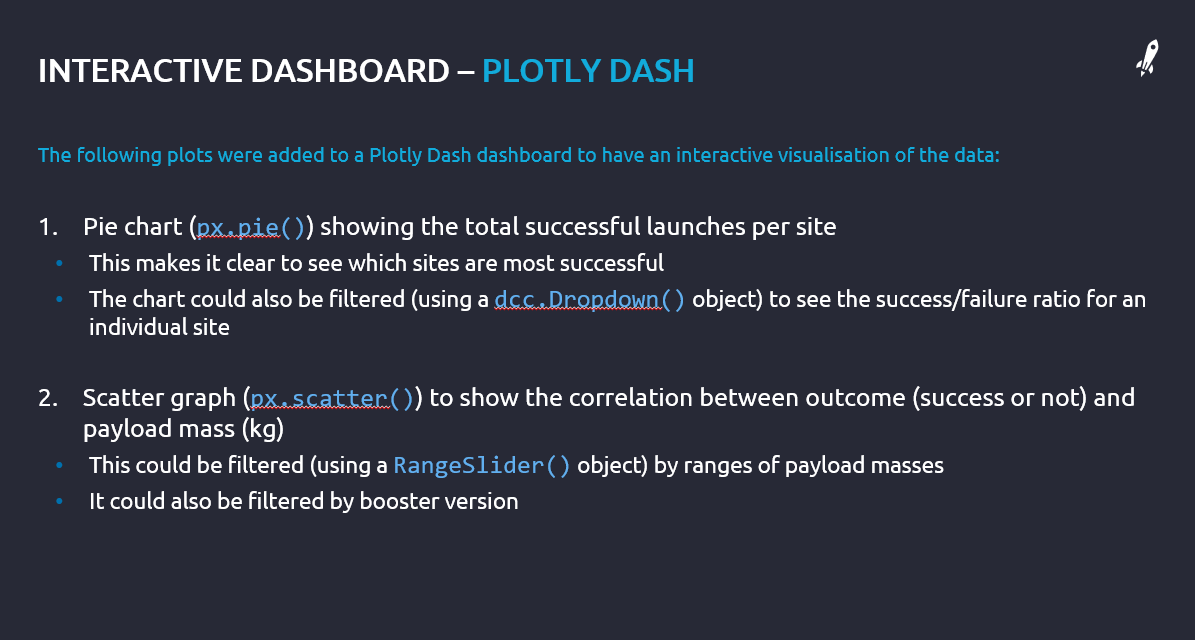 INTERACTIVE DASHBOARD – PLOTLY DASH
The following plots were added to a Plotly Dash dashboard to have an interactive visualisation of the data:
1. Pie chart (px.pie()) showing the total successful launches per site
• This makes it clear to see which sites are most successful
• The chart could also be filtered (using a dcc.Dropdown() object) to see the success/failure ratio for an
individual site
2. Scatter graph (px.scatter()) to show the correlation between outcome (success or not) and
payload mass (kg)
• This could be filtered (using a RangeSlider() object) by ranges of payload masses
• It could also be filtered by booster version